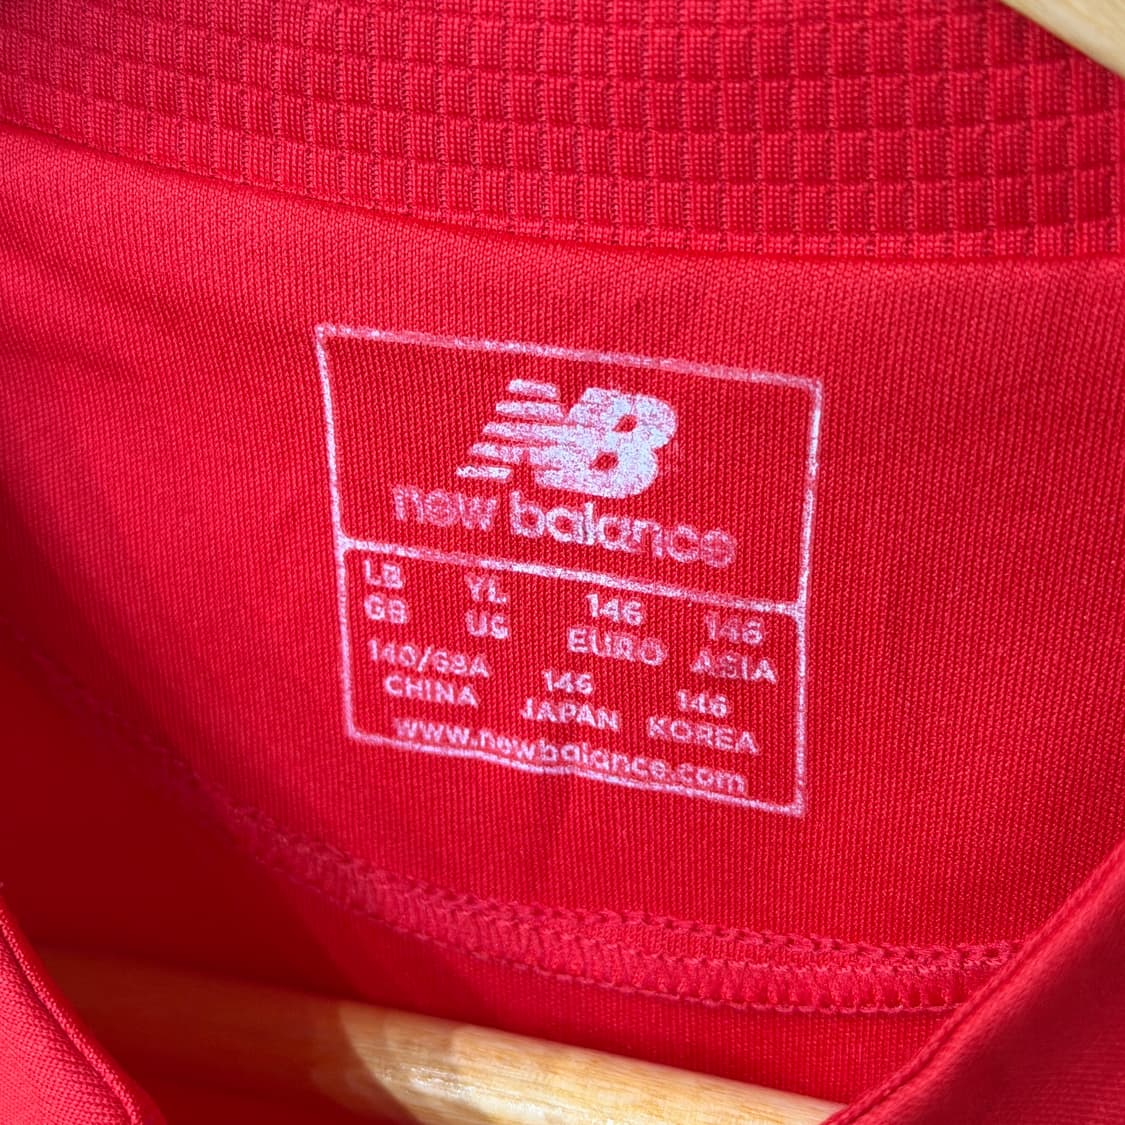 NB
new balance
LB YL 146 146
GB US EURO ASIA
140/68A 146 146
CHINA JAPAN KOREA
www.newbalance.com